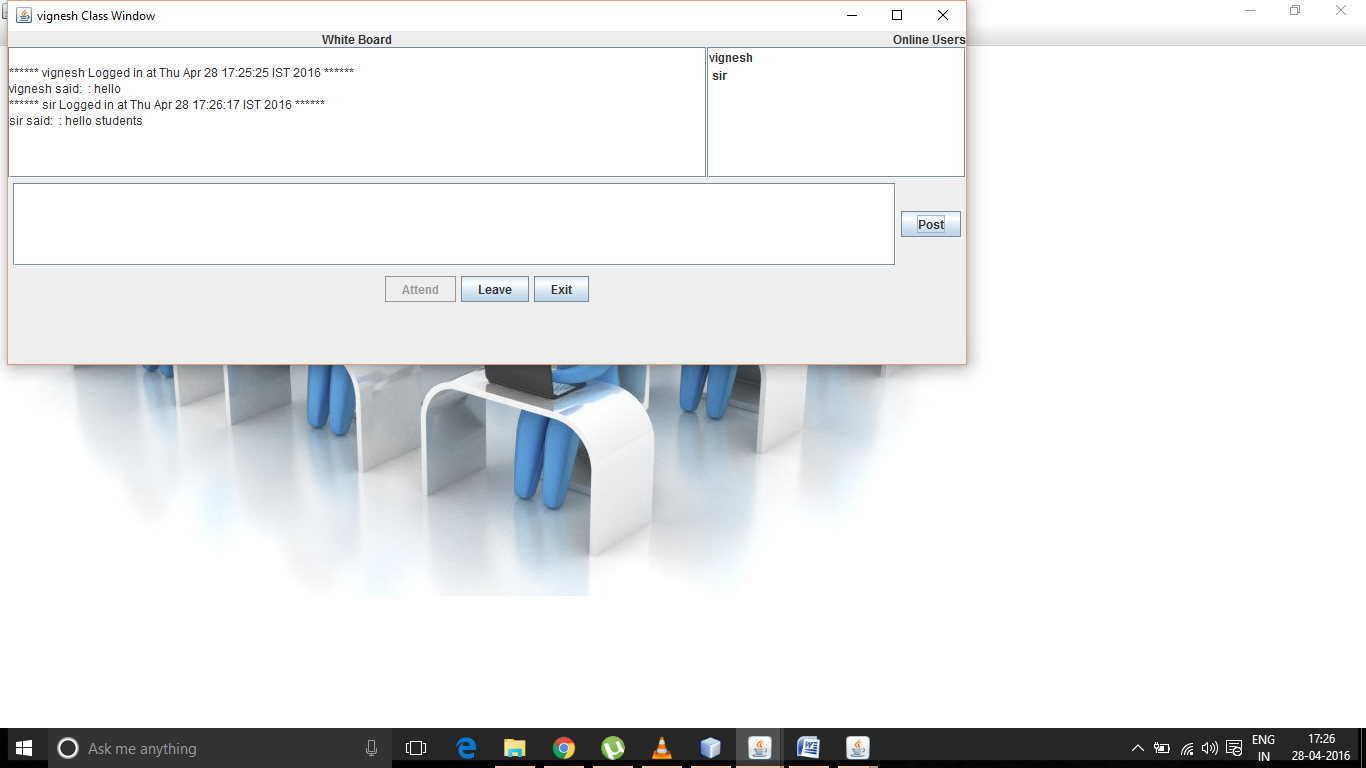 vignesh Class Window
White Board
Online Users
****** vignesh Logged in at Thu Apr 28 17:25:25 IST 2016 ******
vignesh said:  : hello
****** sir Logged in at Thu Apr 28 17:26:17 IST 2016 ******
sir said:  : hello students
vignesh
sir
Post
Attend
Leave
Exit
Ask me anything
ENG
IN
17:26
28-04-2016